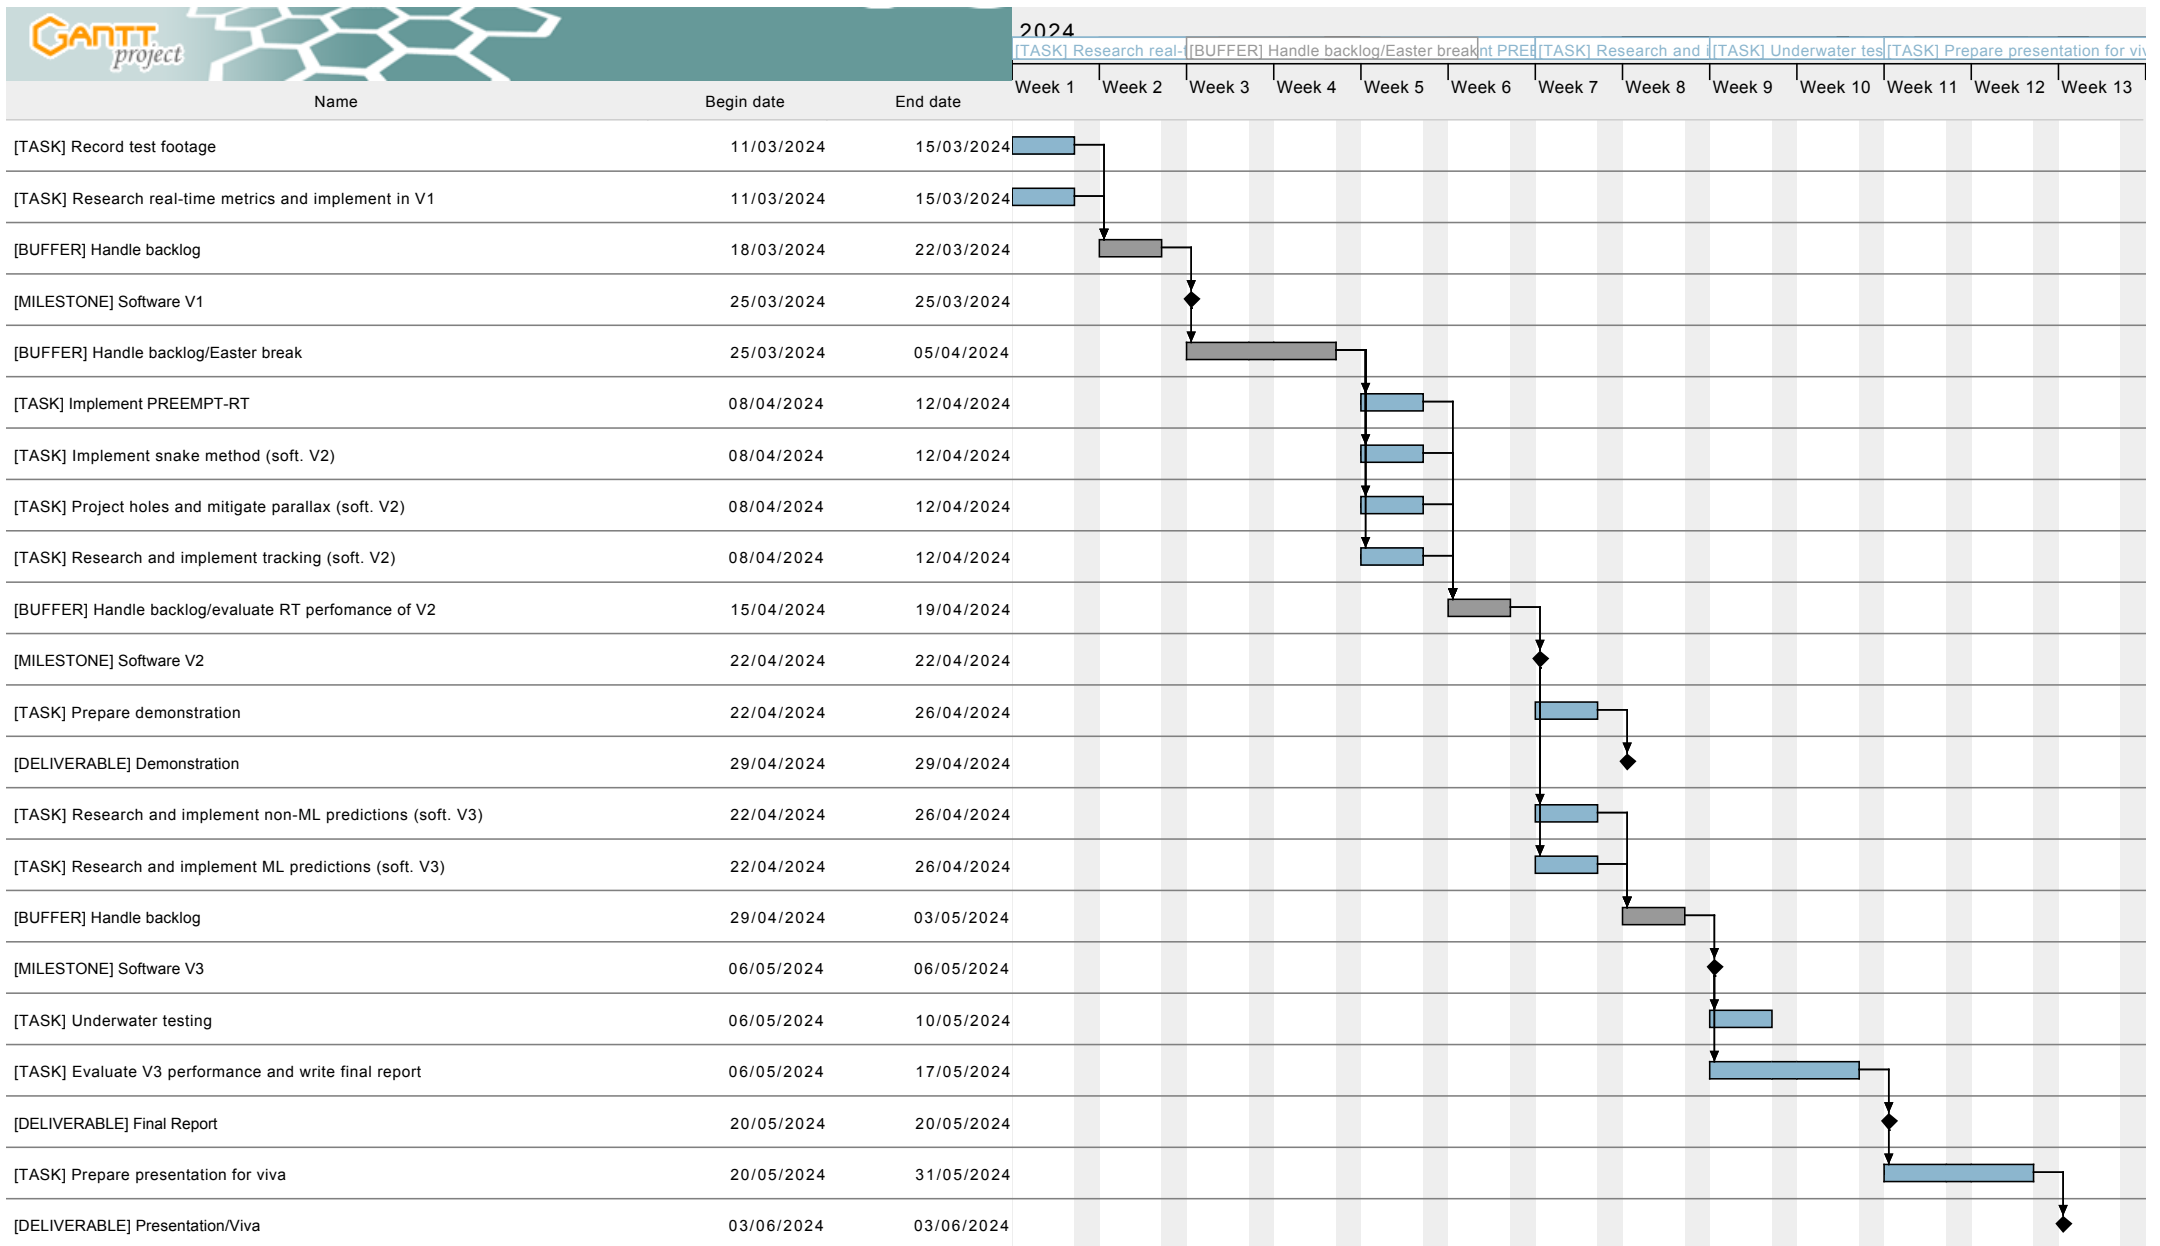 GANTT
project
2024
[TASK] Research real-t [BUFFER] Handle backlog/Easter break nt PREE [TASK] Research and i [TASK] Underwater tes [TASK] Prepare presentation for viv
Name Begin date End date Week 1 Week 2 Week 3 Week 4 Week 5 Week 6 Week 7 Week 8 Week 9 Week 10 Week 11 Week 12 Week 13
[TASK] Record test footage 11/03/2024 15/03/2024
[TASK] Research real-time metrics and implement in V1 11/03/2024 15/03/2024
[BUFFER] Handle backlog 18/03/2024 22/03/2024
[MILESTONE] Software V1 25/03/2024 25/03/2024
[BUFFER] Handle backlog/Easter break 25/03/2024 05/04/2024
[TASK] Implement PREEMPT-RT 08/04/2024 12/04/2024
[TASK] Implement snake method (soft. V2) 08/04/2024 12/04/2024
[TASK] Project holes and mitigate parallax (soft. V2) 08/04/2024 12/04/2024
[TASK] Research and implement tracking (soft. V2) 08/04/2024 12/04/2024
[BUFFER] Handle backlog/evaluate RT perfomance of V2 15/04/2024 19/04/2024
[MILESTONE] Software V2 22/04/2024 22/04/2024
[TASK] Prepare demonstration 22/04/2024 26/04/2024
[DELIVERABLE] Demonstration 29/04/2024 29/04/2024
[TASK] Research and implement non-ML predictions (soft. V3) 22/04/2024 26/04/2024
[TASK] Research and implement ML predictions (soft. V3) 22/04/2024 26/04/2024
[BUFFER] Handle backlog 29/04/2024 03/05/2024
[MILESTONE] Software V3 06/05/2024 06/05/2024
[TASK] Underwater testing 06/05/2024 10/05/2024
[TASK] Evaluate V3 performance and write final report 06/05/2024 17/05/2024
[DELIVERABLE] Final Report 20/05/2024 20/05/2024
[TASK] Prepare presentation for viva 20/05/2024 31/05/2024
[DELIVERABLE] Presentation/Viva 03/06/2024 03/06/2024